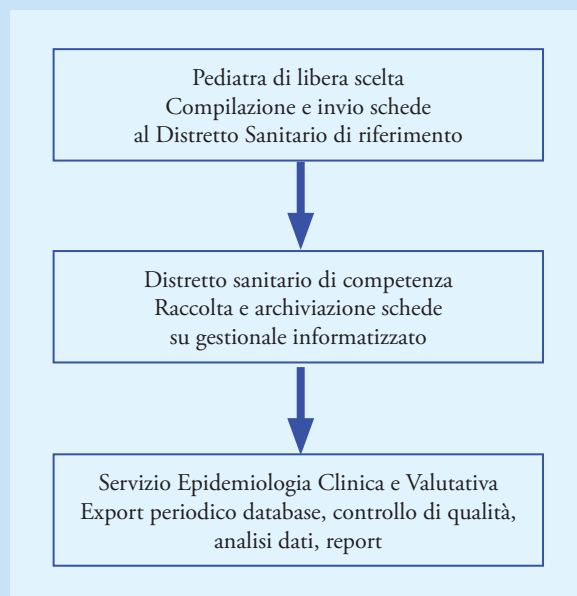 Pediatra di libera scelta
Compilazione e invio schede
al Distretto Sanitario di riferimento
Distretto sanitario di competenza
Raccolta e archiviazione schede
su gestionale informatizzato
Servizio Epidemiologia Clinica e Valutativa
Export periodico database, controllo di qualità,
analisi dati, report